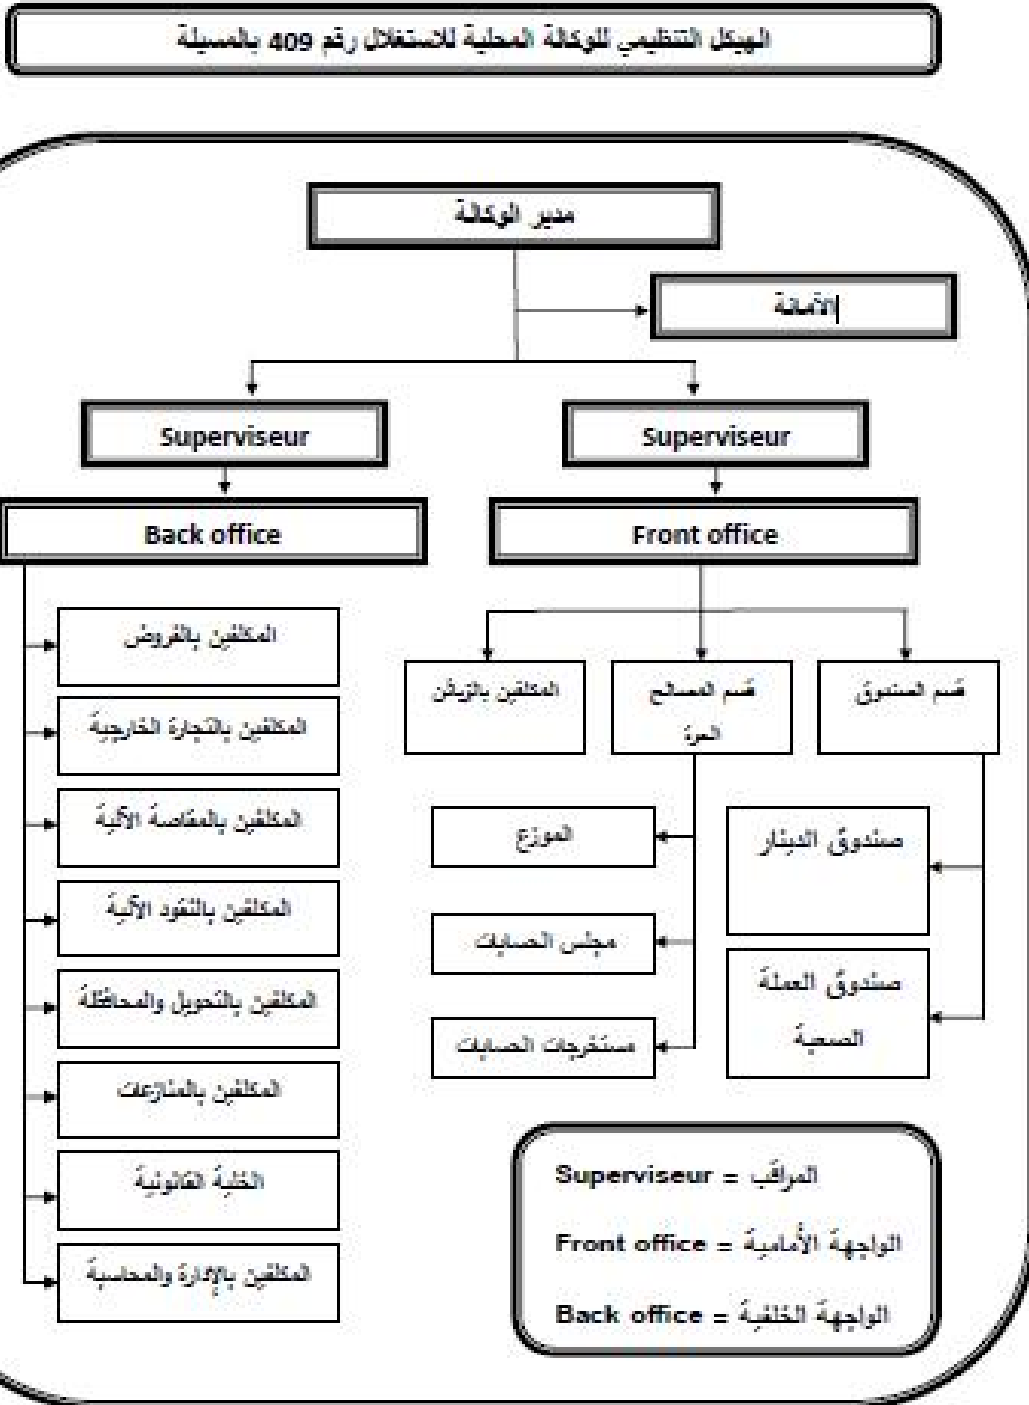 الهيكل التنظيمي للوكالة المحلية للاستغلال رقم 409 بالمسيلة
مدير الوكالة
الأمانة
Superviseur
Superviseur
Back office
Front office
المكلفين بالقروض
المكلفين بالتجارة الخارجية
المكلفين بالمقاصة الآلية
المكلفين بالنقود الآلية
المكلفين بالتحويل والمحافظة
المكلفين بالمنازعات
الخلية القانونية
المكلفين بالإدارة والمحاسبة
المكلفين بالزبائن
قسم المصالح
الحرة
قسم الصندوق
الموزع
مجلس الحسابات
مستخرجات الحسابات
صندوق الدينار
صندوق العملة
الصعبة
Superviseur = المراقب
Front office = الواجهة الأمامية
Back office = الواجهة الخلفية